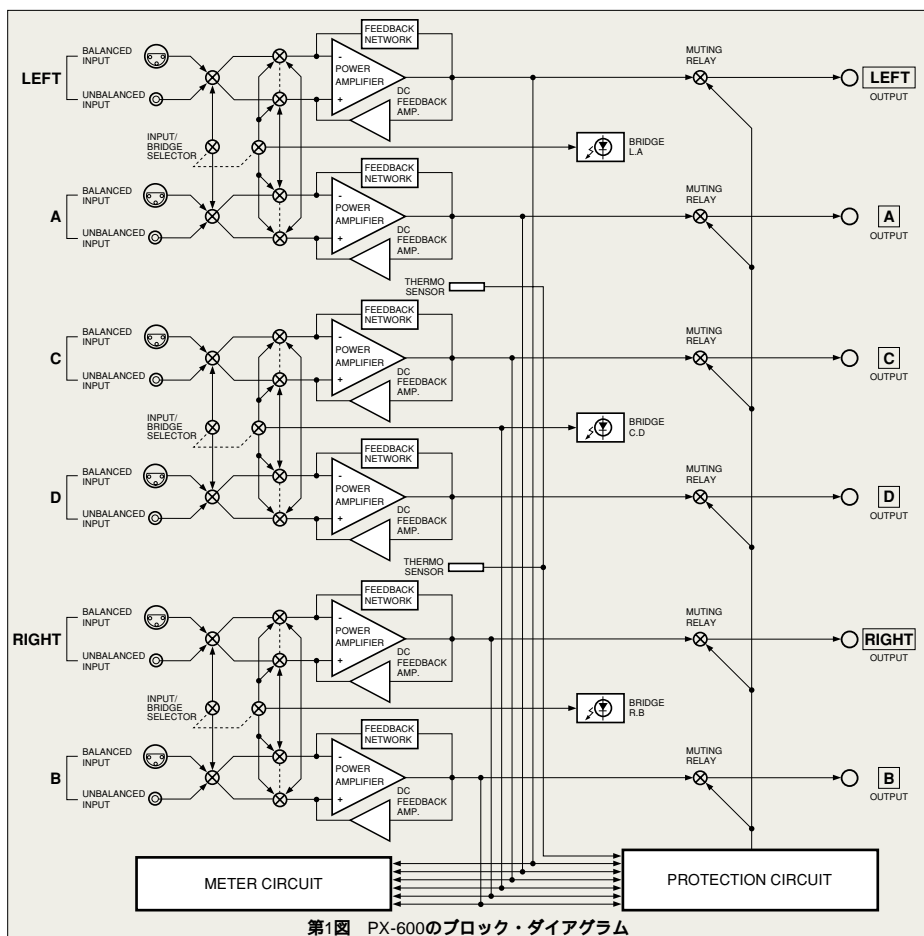 LEFT
BALANCED
INPUT
UNBALANCED
INPUT
INPUT/
BRIDGE
SELECTOR
FEEDBACK
NETWORK
-
POWER
AMPLIFIER
+
DC
FEEDBACK
AMP.
MUTING
RELAY
LEFT
OUTPUT
BRIDGE
L.A
A
BALANCED
INPUT
UNBALANCED
INPUT
FEEDBACK
NETWORK
-
POWER
AMPLIFIER
+
DC
FEEDBACK
AMP.
MUTING
RELAY
A
OUTPUT
THERMO
SENSOR
C
BALANCED
INPUT
UNBALANCED
INPUT
INPUT/
BRIDGE
SELECTOR
FEEDBACK
NETWORK
-
POWER
AMPLIFIER
+
DC
FEEDBACK
AMP.
MUTING
RELAY
C
OUTPUT
BRIDGE
C.D
D
BALANCED
INPUT
UNBALANCED
INPUT
FEEDBACK
NETWORK
-
POWER
AMPLIFIER
+
DC
FEEDBACK
AMP.
MUTING
RELAY
D
OUTPUT
THERMO
SENSOR
RIGHT
BALANCED
INPUT
UNBALANCED
INPUT
INPUT/
BRIDGE
SELECTOR
FEEDBACK
NETWORK
-
POWER
AMPLIFIER
+
DC
FEEDBACK
AMP.
MUTING
RELAY
RIGHT
OUTPUT
BRIDGE
R.B
B
BALANCED
INPUT
UNBALANCED
INPUT
FEEDBACK
NETWORK
-
POWER
AMPLIFIER
+
DC
FEEDBACK
AMP.
MUTING
RELAY
B
OUTPUT
METER CIRCUIT
PROTECTION CIRCUIT
第1図 PX-600のブロック・ダイアグラム